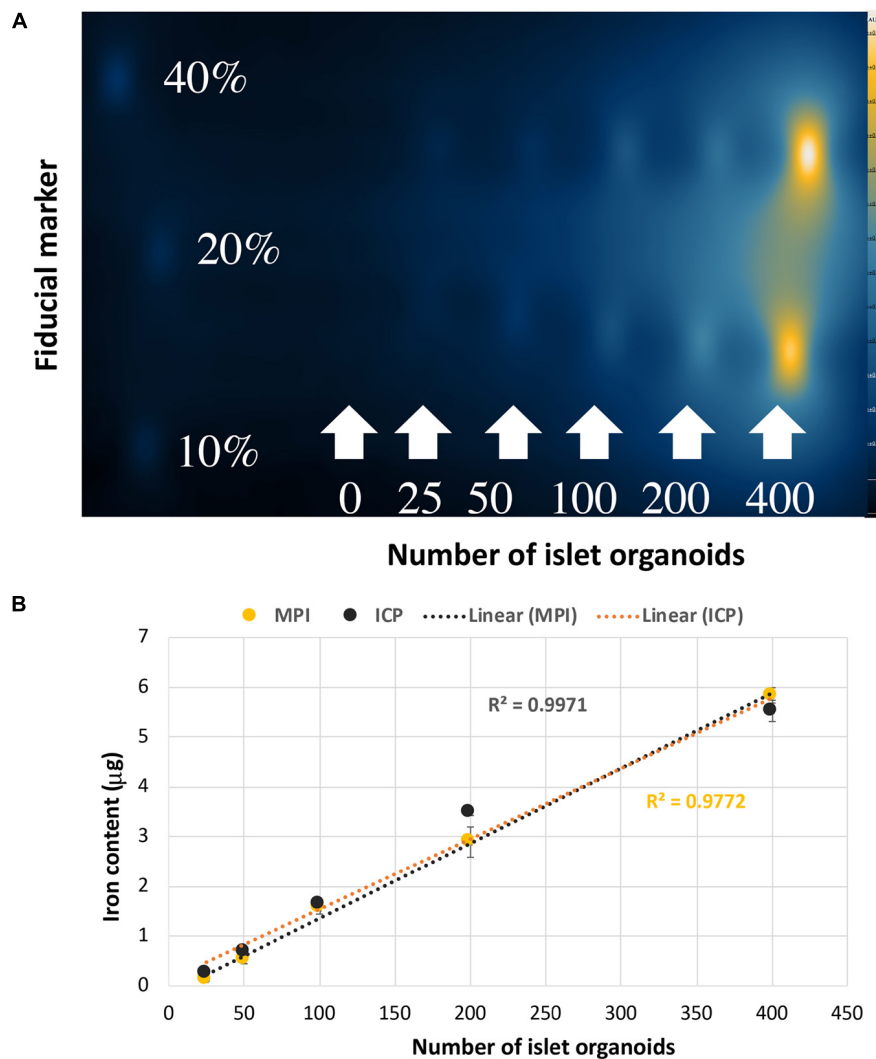 A
40%
20%
10%
Fiducial marker
0 25 50 100 200 400
Number of islet organoids
B
MPI ICP Linear (MPI) Linear (ICP)
7
6
5
4
3
2
1
0
Iron content (μg)
R² = 0.9971
R² = 0.9772
0 50 100 150 200 250 300 350 400 450
Number of islet organoids